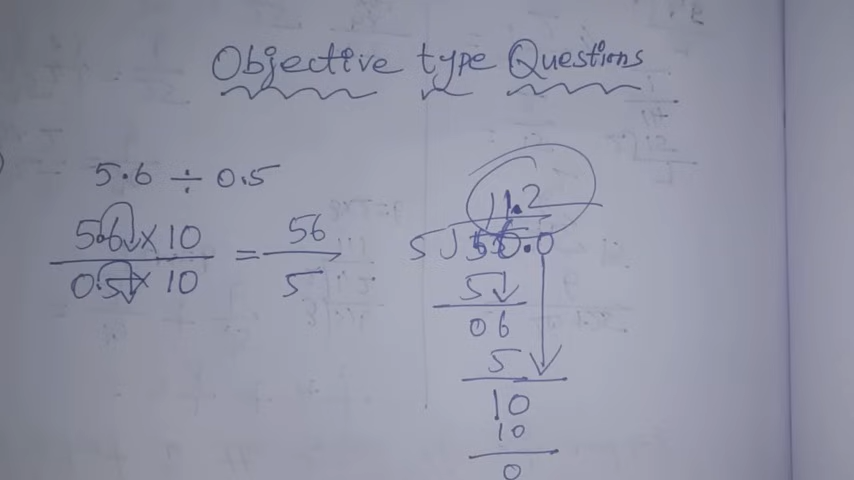 Objective type Questions
5.6 ÷ 0.5
5.6 × 10 = 56
0.5 × 10 5
11.2
5 ) 56.0
5
06
5
10
10
0